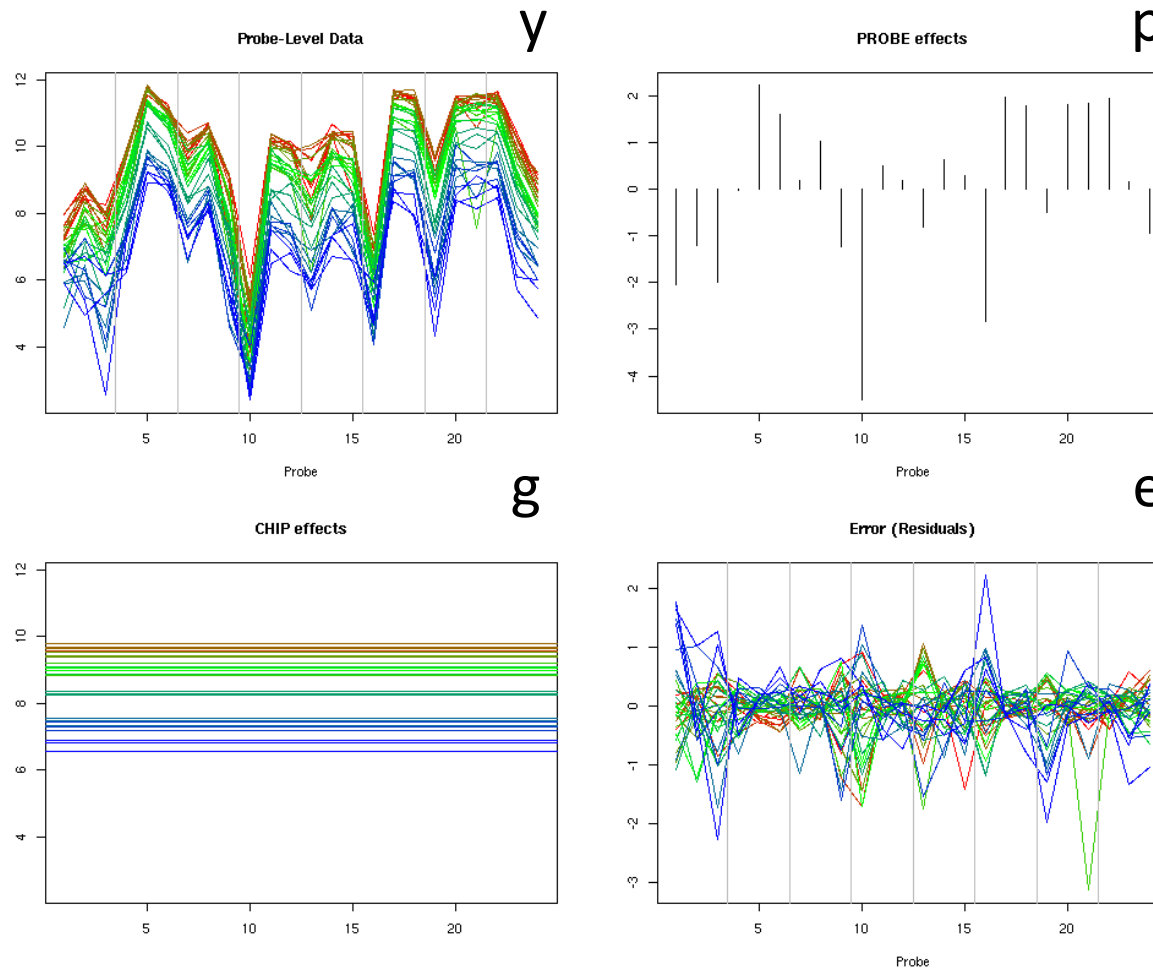 y
Probe-Level Data
12
10
8
6
4
5 10 15 20
Probe
p
PROBE effects
2
1
0
-1
-2
-3
-4
5 10 15 20
Probe
g
CHIP effects
12
10
8
6
4
5 10 15 20
e
Error (Residuals)
2
1
0
-1
-2
-3
5 10 15 20
Probe